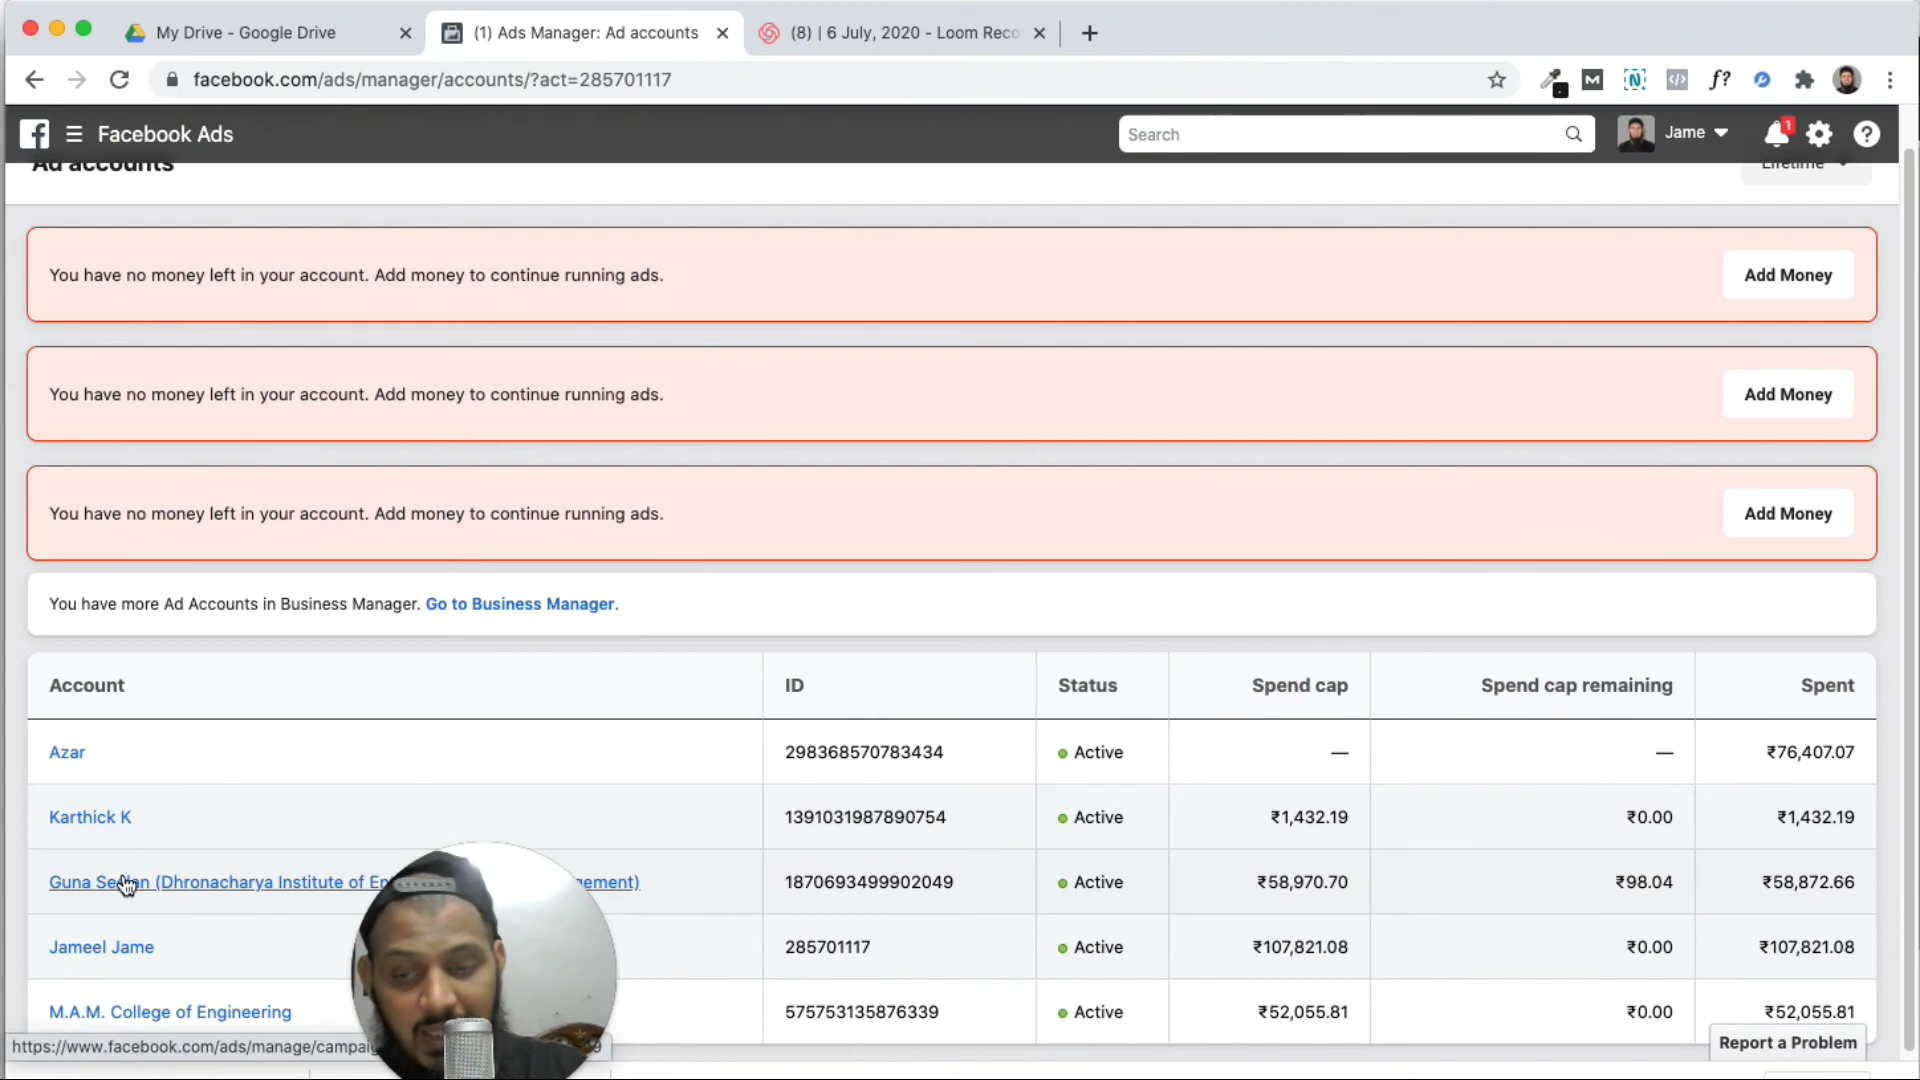 My Drive - Google Drive
(1) Ads Manager: Ad accounts
(8) | 6 July, 2020 - Loom Reco
facebook.com/ads/manager/accounts/?act=285701117
M
N
</>
f?
Facebook Ads
Search
Jame
1
?
Ad accounts
Lifetime
You have no money left in your account. Add money to continue running ads.
Add Money
You have no money left in your account. Add money to continue running ads.
Add Money
You have no money left in your account. Add money to continue running ads.
Add Money
You have more Ad Accounts in Business Manager. Go to Business Manager.
Account ID Status Spend cap Spend cap remaining Spent
Azar 298368570783434 Active — — ₹76,407.07
Karthick K 1391031987890754 Active ₹1,432.19 ₹0.00 ₹1,432.19
Guna (Dhronacharya Institute of 1870693499902049 Active ₹58,970.70 ₹98.04 ₹58,872.66
Jameel Jame 285701117 Active ₹107,821.08 ₹0.00 ₹107,821.08
M.A.M. College of Engineering 575753135876339 Active ₹52,055.81 ₹0.00 ₹52,055.81
https://www.facebook.com/ads/manage/campaig
Report a Problem